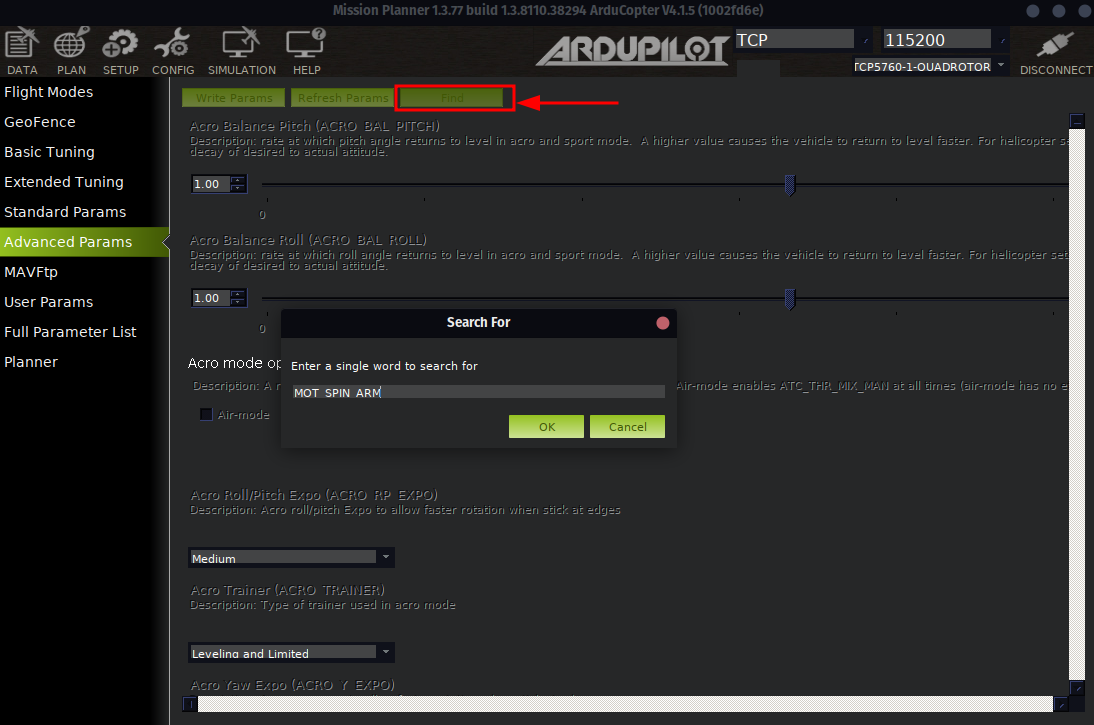 Mission Planner 1.3.77 build 1.3.8110.38294 ArduCopter V4.1.5 (1002fd6e)
DATA PLAN SETUP CONFIG SIMULATION HELP
ARDUPILOT
TCP 115200
TCP5760-1-QUADROTOR
DISCONNECT
Flight Modes
GeoFence
Basic Tuning
Extended Tuning
Standard Params
Advanced Params
MAVFtp
User Params
Full Parameter List
Planner
Write Params Refresh Params Find
Acro Balance Pitch (ACRO_BAL_PITCH)
Description: rate at which pitch angle returns to level in acro and sport mode. A higher value causes the vehicle to return to level faster. For helicopter se
decay of desired to actual attitude.
1.00
0
Acro Balance Roll (ACRO_BAL_ROLL)
Description: rate at which roll angle returns to level in acro and sport mode. A higher value causes the vehicle to return to level faster. For helicopter set
decay of desired to actual attitude.
1.00
0
Search For
Enter a single word to search for
MOT_SPIN_ARM
OK Cancel
Acro mode op
Description: A r
Air-mode enables ATC_THR_MIX_MAN at all times (air-mode has no e
Air-mode
Acro Roll/Pitch Expo (ACRO_RP_EXPO)
Description: Acro roll/pitch Expo to allow faster rotation when stick at edges
Medium
Acro Trainer (ACRO_TRAINER)
Description: Type of trainer used in acro mode
Leveling and Limited
Acro Yaw Expo (ACRO_Y_EXPO)